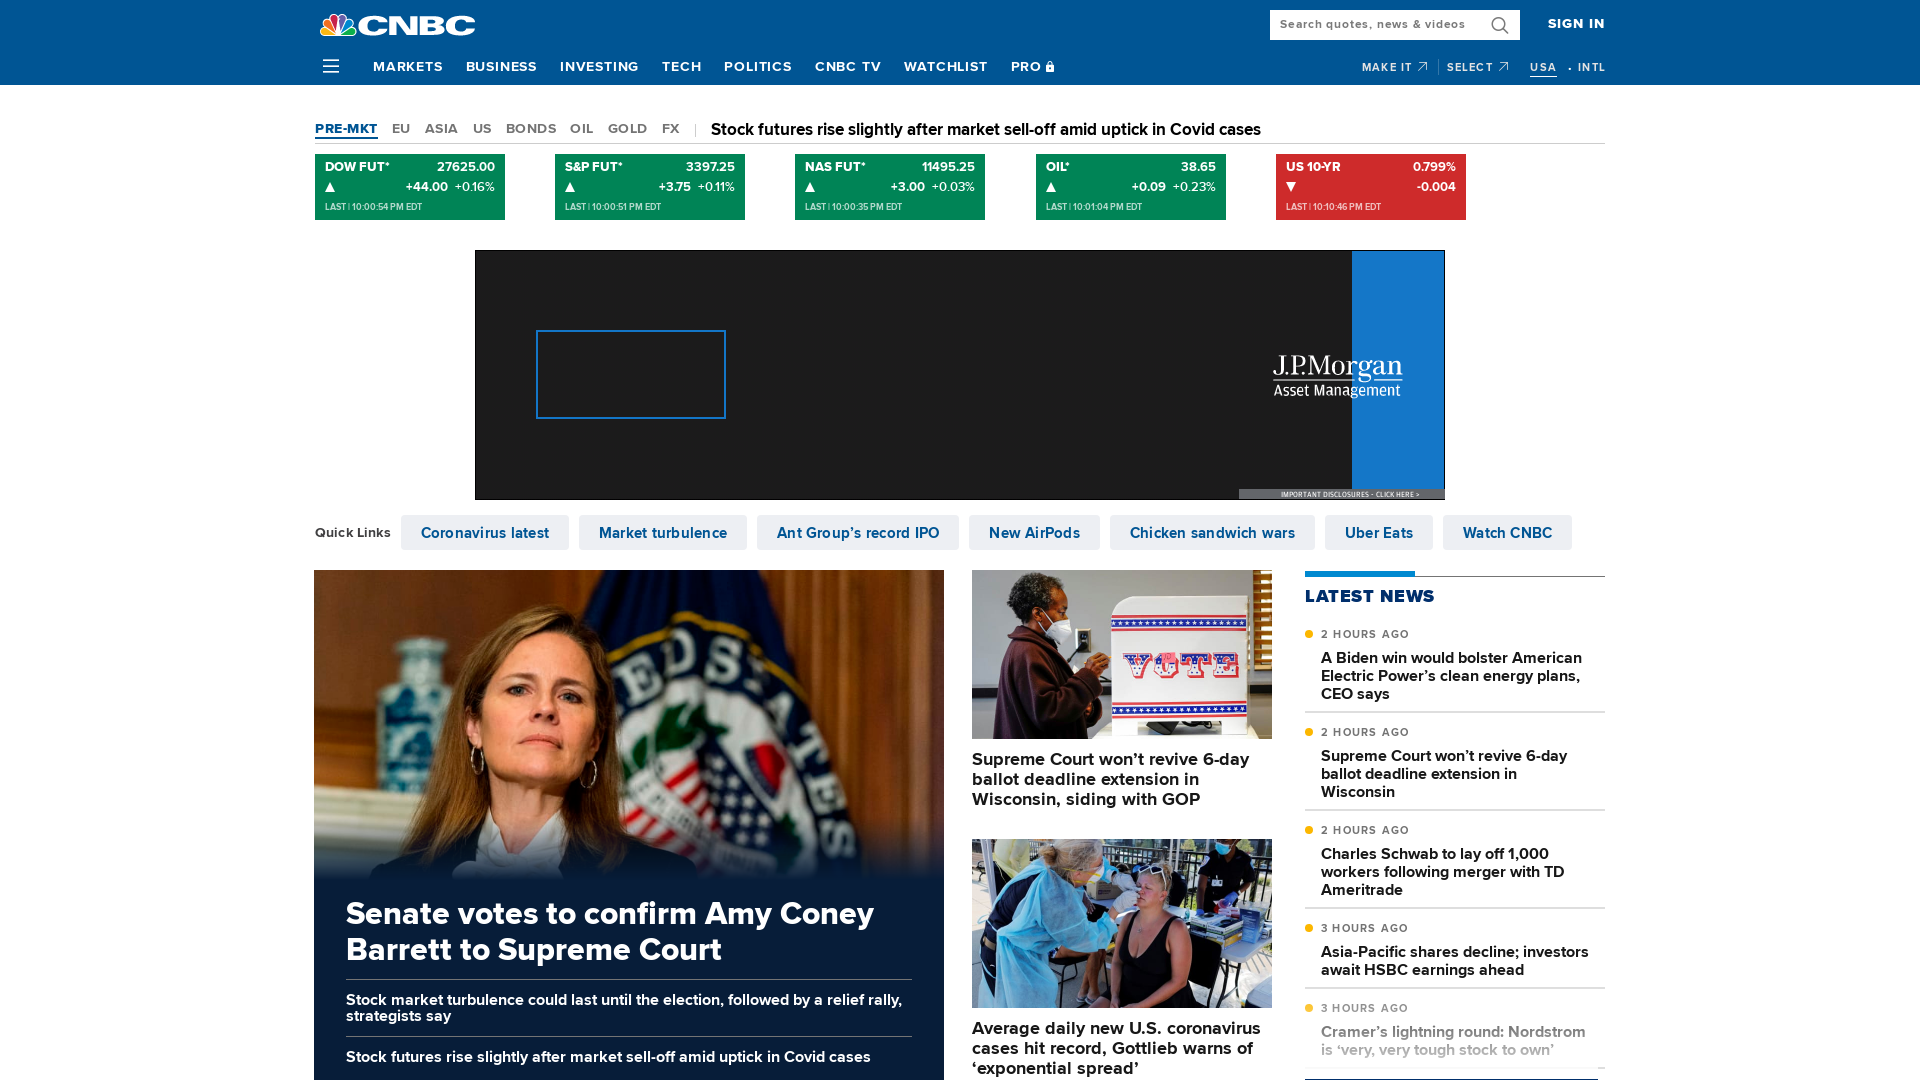 CNBC
Search quotes, news & videos
SIGN IN
MARKETS BUSINESS INVESTING TECH POLITICS CNBC TV WATCHLIST PRO
MAKE IT SELECT USA • INTL
PRE-MKT EU ASIA US BONDS OIL GOLD FX
Stock futures rise slightly after market sell-off amid uptick in Covid cases
DOW FUT* 27625.00
+44.00 +0.16%
LAST | 10:00:54 PM EDT
S&P FUT* 3397.25
+3.75 +0.11%
LAST | 10:00:51 PM EDT
NAS FUT* 11495.25
+3.00 +0.03%
LAST | 10:00:35 PM EDT
OIL* 38.65
+0.09 +0.23%
LAST | 10:01:04 PM EDT
US 10-YR 0.799%
-0.004
LAST | 10:10:46 PM EDT
J.P.Morgan
Asset Management
IMPORTANT DISCLOSURES - CLICK HERE >
Quick Links Coronavirus latest Market turbulence Ant Group’s record IPO New AirPods Chicken sandwich wars Uber Eats Watch CNBC
Senate votes to confirm Amy Coney
Barrett to Supreme Court
Stock market turbulence could last until the election, followed by a relief rally,
strategists say
Stock futures rise slightly after market sell-off amid uptick in Covid cases
VOTE
Supreme Court won’t revive 6-day
ballot deadline extension in
Wisconsin, siding with GOP
Average daily new U.S. coronavirus
cases hit record, Gottlieb warns of
‘exponential spread’
LATEST NEWS
2 HOURS AGO
A Biden win would bolster American
Electric Power’s clean energy plans,
CEO says
2 HOURS AGO
Supreme Court won’t revive 6-day
ballot deadline extension in
Wisconsin
2 HOURS AGO
Charles Schwab to lay off 1,000
workers following merger with TD
Ameritrade
3 HOURS AGO
Asia-Pacific shares decline; investors
await HSBC earnings ahead
3 HOURS AGO
Cramer’s lightning round: Nordstrom
is ‘very, very tough stock to own’